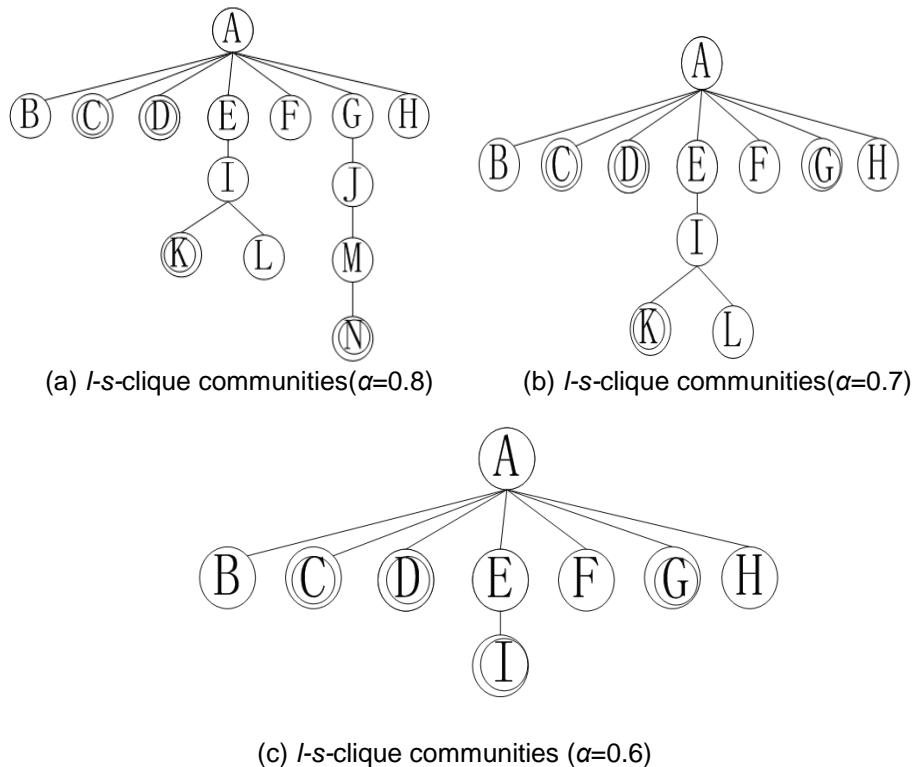 A
B C D E F G H
I J
K L M
N
(a) l-s-clique communities(α=0.8)
A
B C D E F G H
I
K L
(b) l-s-clique communities(α=0.7)
A
B C D E F G H
I
(c) l-s-clique communities (α=0.6)